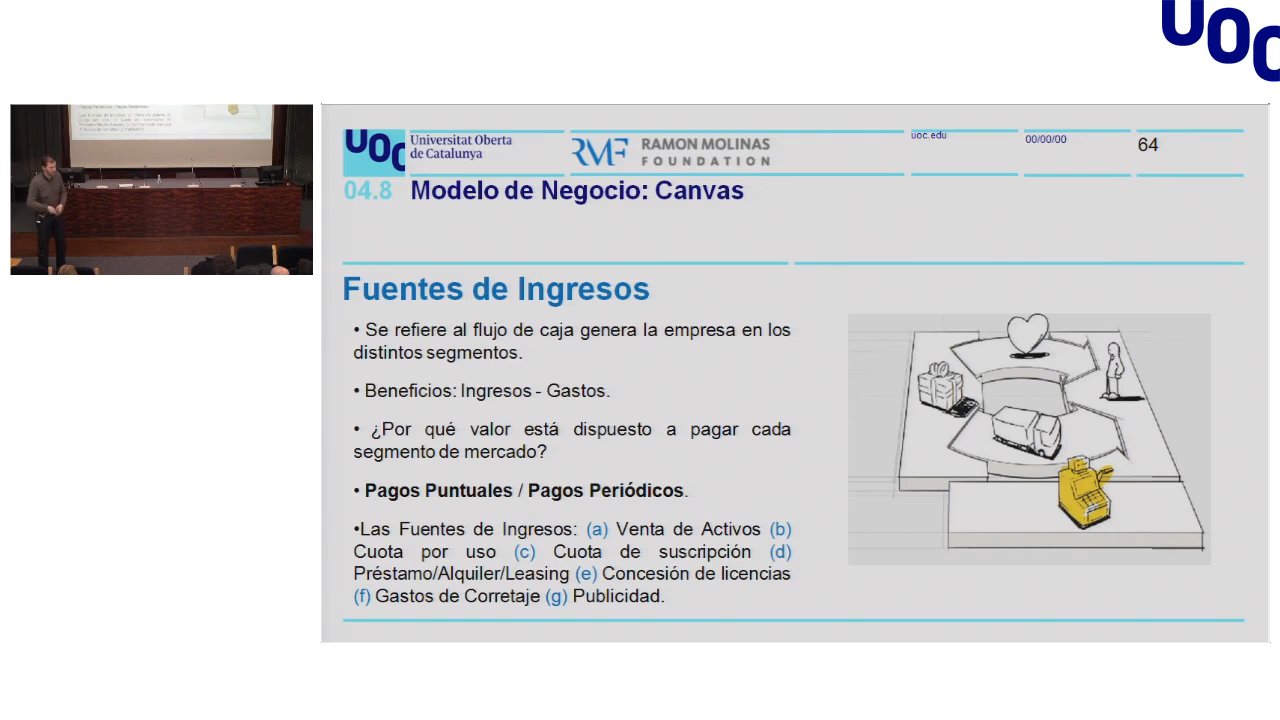 UOC
UOC
Universitat Oberta
de Catalunya
RMF
RAMON MOLINAS
FOUNDATION
uoc.edu
00/00/00
64
04.8 Modelo de Negocio: Canvas
Fuentes de Ingresos
• Se refiere al flujo de caja genera la empresa en los
distintos segmentos.
• Beneficios: Ingresos - Gastos.
• ¿Por qué valor está dispuesto a pagar cada
segmento de mercado?
• Pagos Puntuales / Pagos Periódicos.
•Las Fuentes de Ingresos: (a) Venta de Activos (b)
Cuota por uso (c) Cuota de suscripción (d)
Préstamo/Alquiler/Leasing (e) Concesión de licencias
(f) Gastos de Corretaje (g) Publicidad.